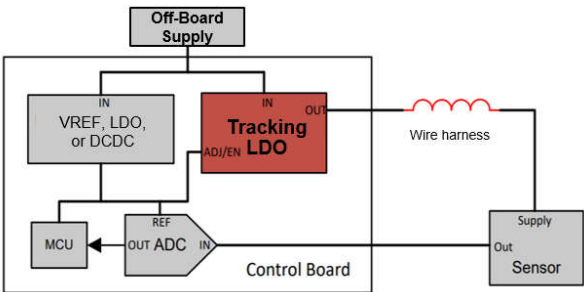 Off-Board
Supply
IN
VREF, LDO,
or DCDC
IN
OUT
Tracking
LDO
ADJ/EN
Wire harness
MCU
REF
OUT ADC IN
Control Board
Supply
Out
Sensor